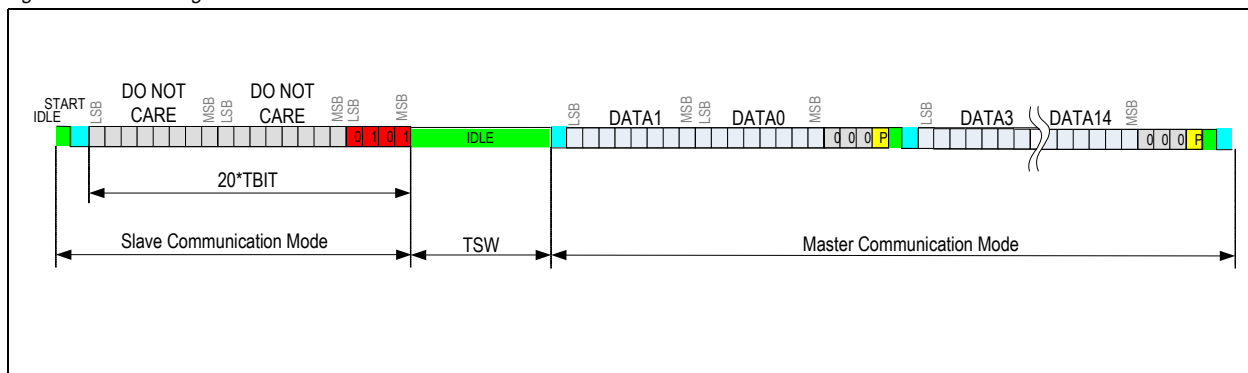 START
IDLE
LSB
DO NOT
CARE
MSB
LSB
DO NOT
CARE
MSB
LSB
MSB
0 1 0 1
IDLE
LSB
DATA1
MSB
LSB
DATA0
MSB
0 0 0 P
LSB
DATA3
DATA14
MSB
0 0 0 P
20*TBIT
Slave Communication Mode
TSW
Master Communication Mode